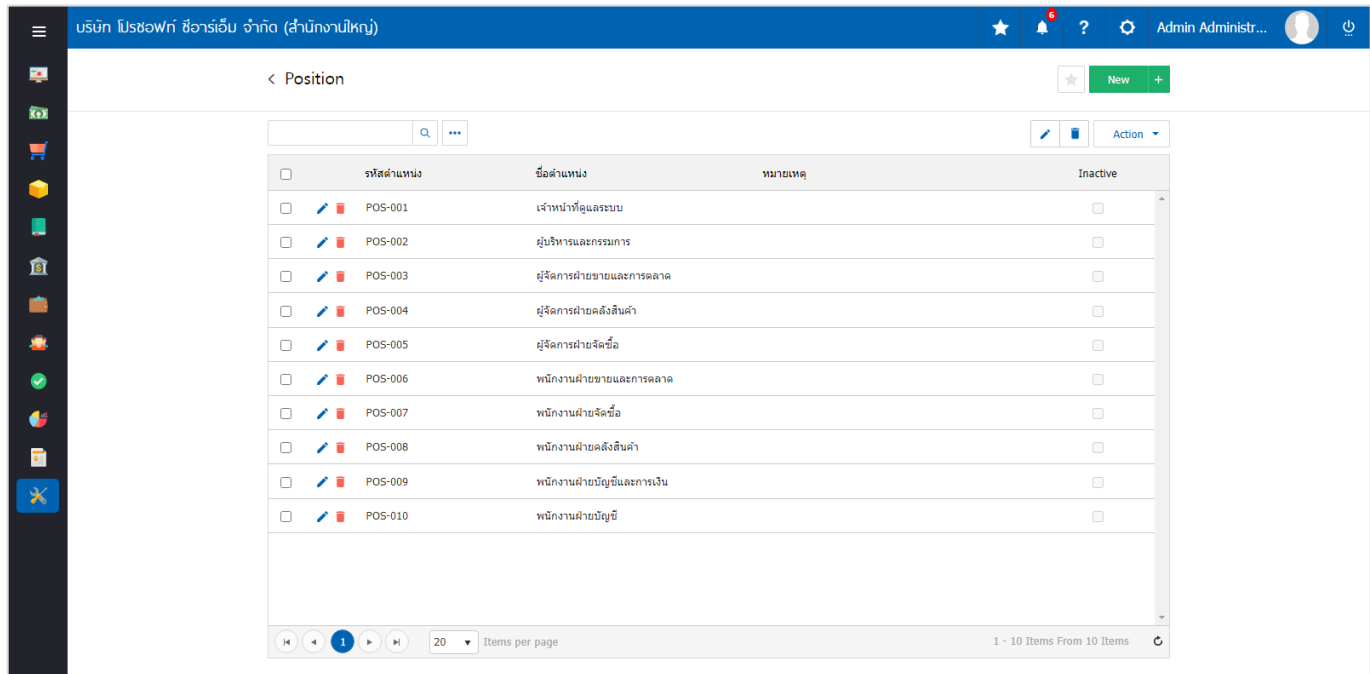 บริษัท โปรซอฟท์ ซีอาร์เอ็ม จำกัด (สำนักงานใหญ่)
6
?
Admin Administr...
< Position
New +
Action
รหัสตำแหน่ง ชื่อตำแหน่ง หมายเหตุ Inactive
POS-001 เจ้าหน้าที่ดูแลระบบ
POS-002 ผู้บริหารและกรรมการ
POS-003 ผู้จัดการฝ่ายขายและการตลาด
POS-004 ผู้จัดการฝ่ายคลังสินค้า
POS-005 ผู้จัดการฝ่ายจัดซื้อ
POS-006 พนักงานฝ่ายขายและการตลาด
POS-007 พนักงานฝ่ายจัดซื้อ
POS-008 พนักงานฝ่ายคลังสินค้า
POS-009 พนักงานฝ่ายบัญชีและการเงิน
POS-010 พนักงานฝ่ายบัญชี
1 20 Items per page 1 - 10 Items From 10 Items